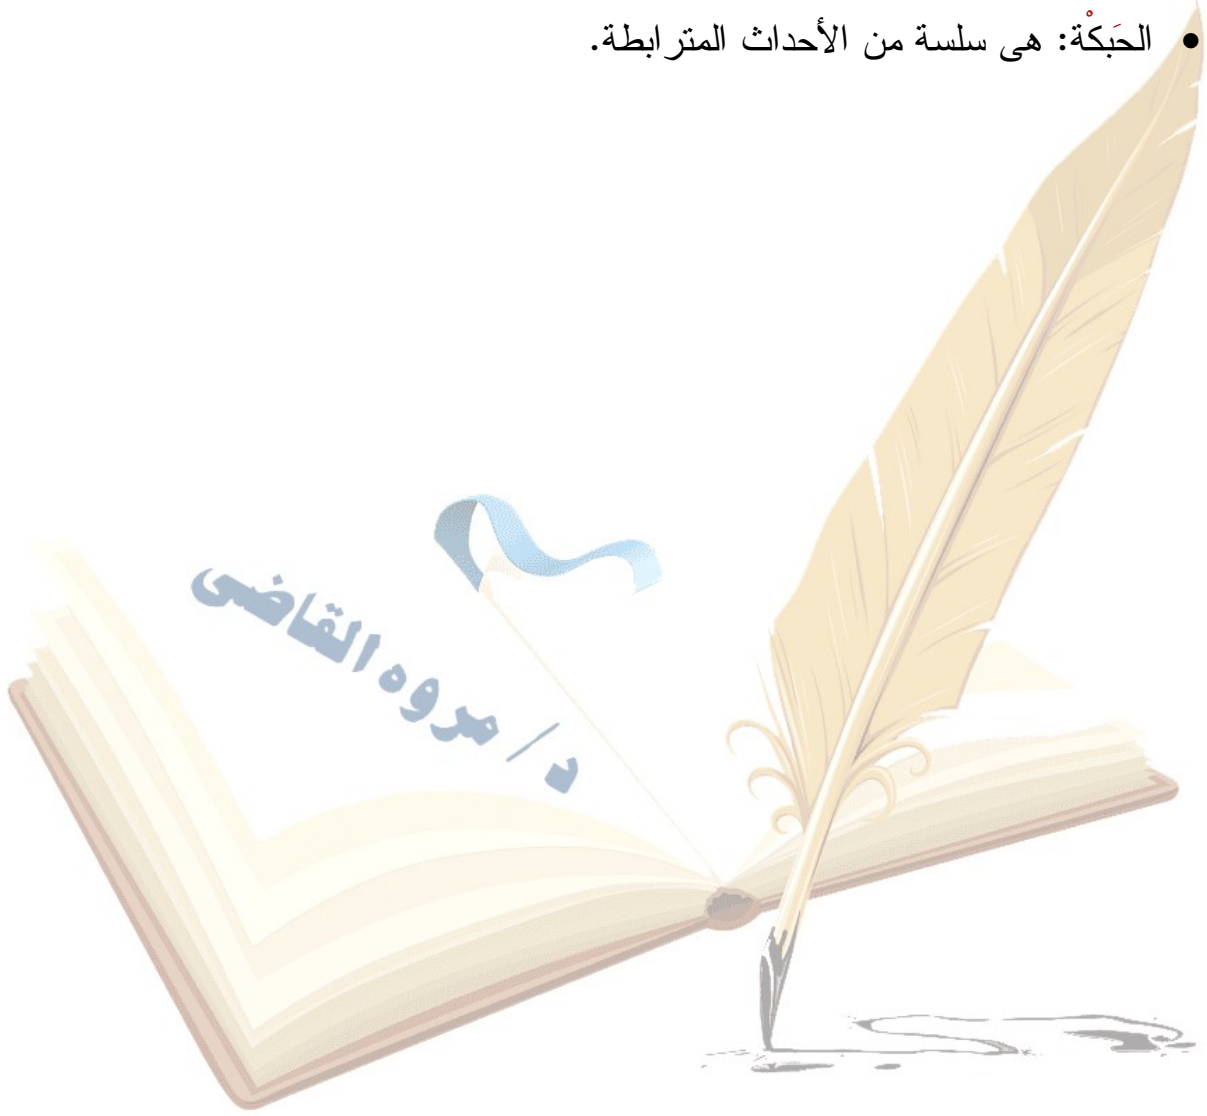 • الحَبكْة: هى سلسة من الأحداث المترابطة.
د/ مروه القاضى